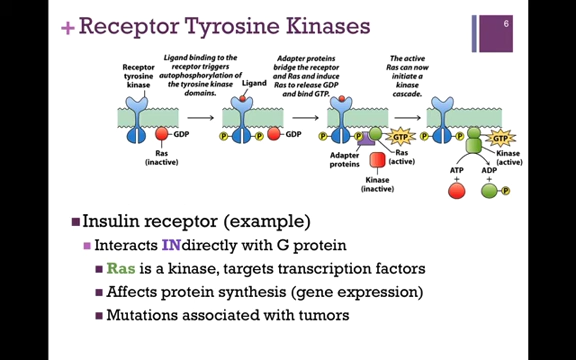 + Receptor Tyrosine Kinases
6
Ligand binding to the
receptor triggers
autophosphorylation of
the tyrosine kinase
domains.
Adapter proteins
bridge the receptor
and Ras and induce
Ras to release GDP
and bind GTP.
The active
Ras can now
initiate a
kinase
cascade.
Receptor
tyrosine
kinase
Ligand
GDP
Ras
(inactive)
P
P
GDP
P
P
GTP
Adapter
proteins
Ras
(active)
Kinase
(inactive)
P
P
GTP
Kinase
(active)
ATP
+
ADP
+
P
Insulin receptor (example)
Interacts INdirectly with G protein
Ras is a kinase, targets transcription factors
Affects protein synthesis (gene expression)
Mutations associated with tumors